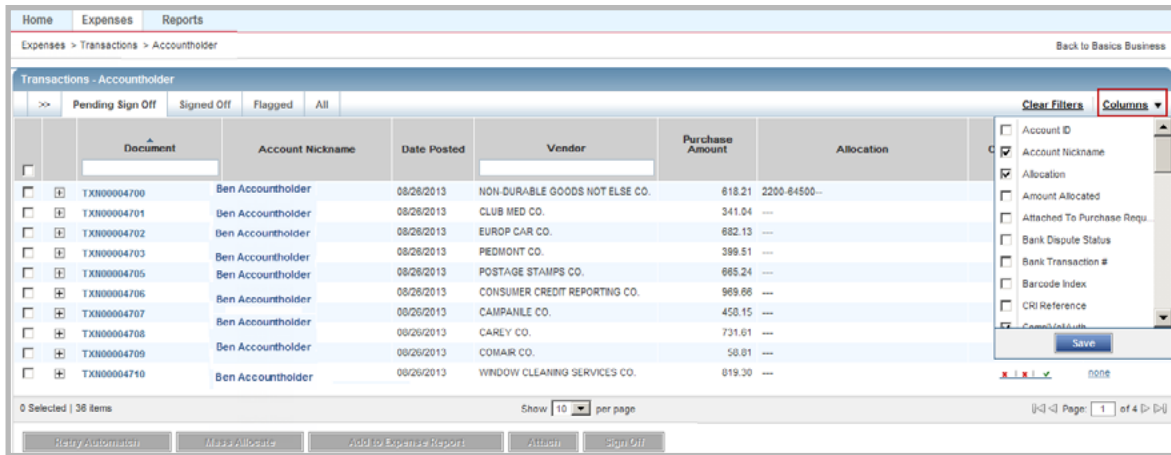 Home Expenses Reports
Expenses > Transactions > Accountholder Back to Basics Business
Transactions - Accountholder
>> Pending Sign Off Signed Off Flagged All Clear Filters Columns
Document Account Nickname Date Posted Vendor Purchase Amount Allocation
TXN00004700 Ben Accountholder 08/26/2013 NON-DURABLE GOODS NOT ELSE CO. 618.21 2200-64500--
TXN00004701 Ben Accountholder 08/26/2013 CLUB MED CO. 341.04 ---
TXN00004702 Ben Accountholder 08/26/2013 EUROP CAR CO. 682.13 ---
TXN00004703 Ben Accountholder 08/26/2013 PIEDMONT CO. 399.51 ---
TXN00004705 Ben Accountholder 08/26/2013 POSTAGE STAMPS CO. 665.24 ---
TXN00004706 Ben Accountholder 08/26/2013 CONSUMER CREDIT REPORTING CO. 969.66 ---
TXN00004707 Ben Accountholder 08/26/2013 CAMPANILE CO. 458.15 ---
TXN00004708 08/26/2013 CAREY CO. 731.61 ---
TXN00004709 Ben Accountholder 08/26/2013 COMAIR CO. 58.81 ---
TXN00004710 Ben Accountholder 08/26/2013 WINDOW CLEANING SERVICES CO. 819.30 --- none
Account ID
Account Nickname
Allocation
Amount Allocated
Attached To Purchase Requ...
Bank Dispute Status
Bank Transaction #
Barcode Index
CRI Reference
Save
0 Selected | 36 items Show 10 per page Page: 1 of 4
Retry Automatch Mass Allocate Add to Expense Report Attach Sign Off